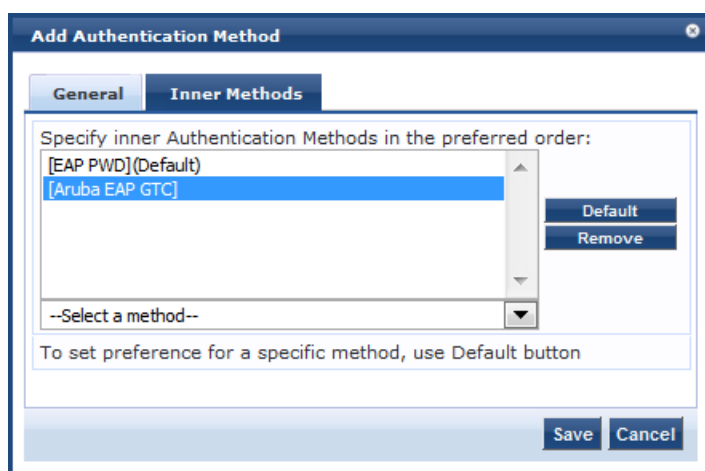 Add Authentication Method
General Inner Methods
Specify inner Authentication Methods in the preferred order:
[EAP PWD](Default)
[Aruba EAP GTC]
Default
Remove
--Select a method--
To set preference for a specific method, use Default button
Save Cancel